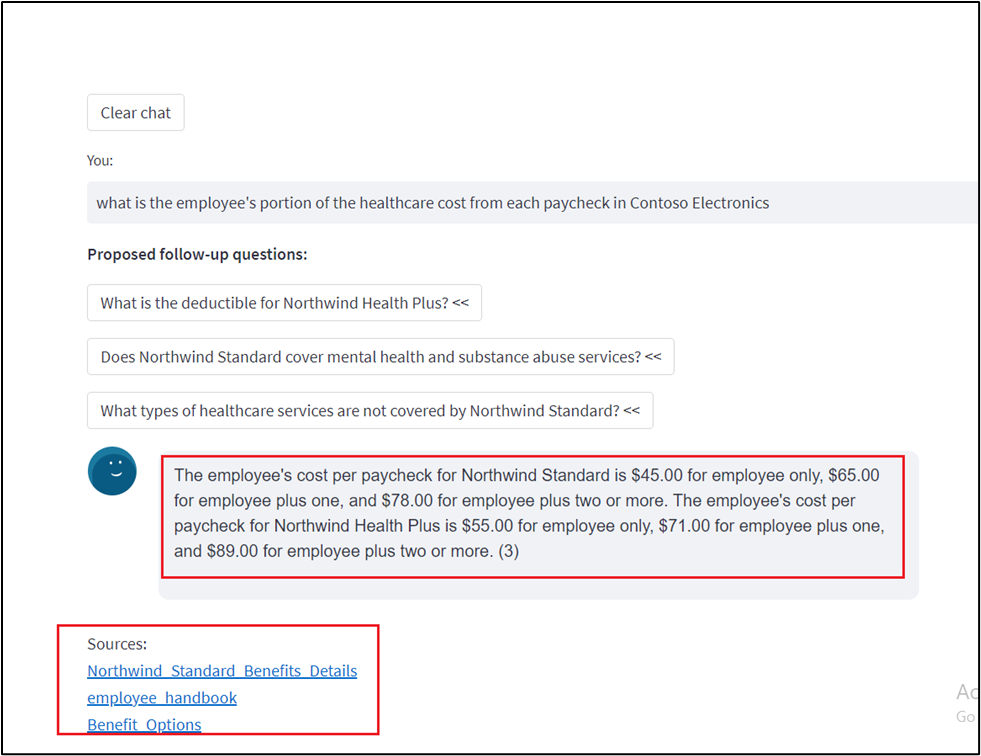 Clear chat
You:
what is the employee's portion of the healthcare cost from each paycheck in Contoso Electronics
Proposed follow-up questions:
What is the deductible for Northwind Health Plus? <<
Does Northwind Standard cover mental health and substance abuse services? <<
What types of healthcare services are not covered by Northwind Standard? <<
The employee's cost per paycheck for Northwind Standard is $45.00 for employee only, $65.00
for employee plus one, and $78.00 for employee plus two or more. The employee's cost per
paycheck for Northwind Health Plus is $55.00 for employee only, $71.00 for employee plus one,
and $89.00 for employee plus two or more. (3)
Sources:
Northwind_Standard_Benefits_Details
employee_handbook
Benefit_Options
Go